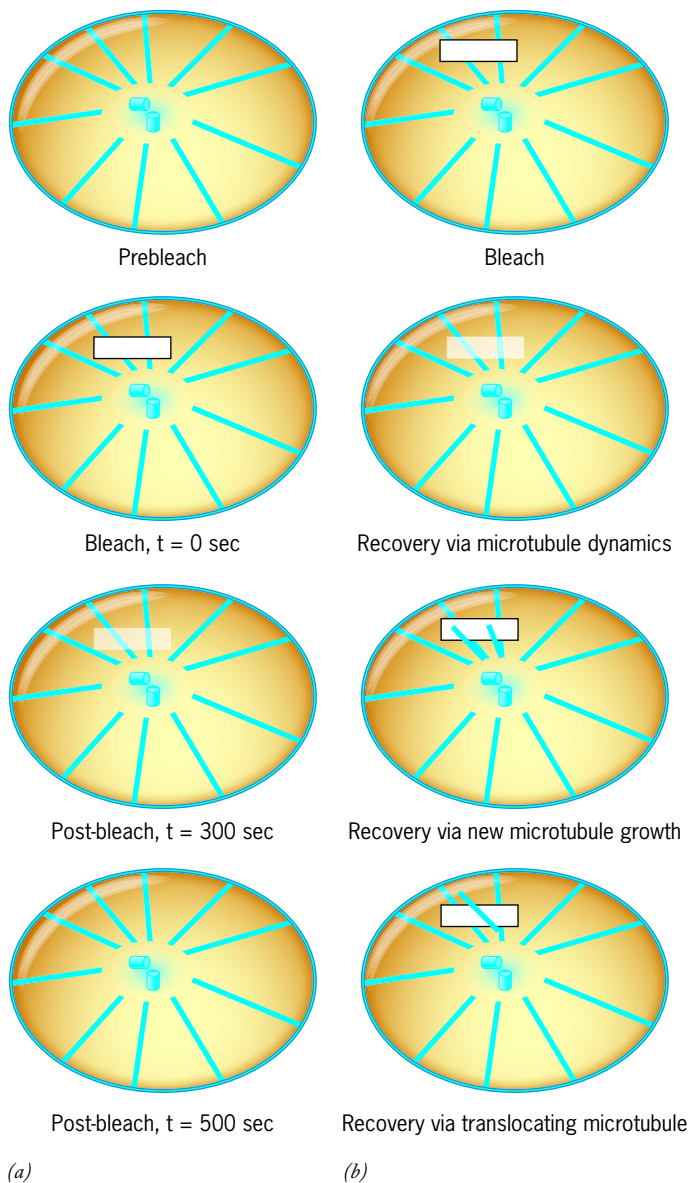 Prebleach
Bleach
Bleach, t = 0 sec
Recovery via microtubule dynamics
Post-bleach, t = 300 sec
Recovery via new microtubule growth
Post-bleach, t = 500 sec
Recovery via translocating microtubule
(a)
(b)